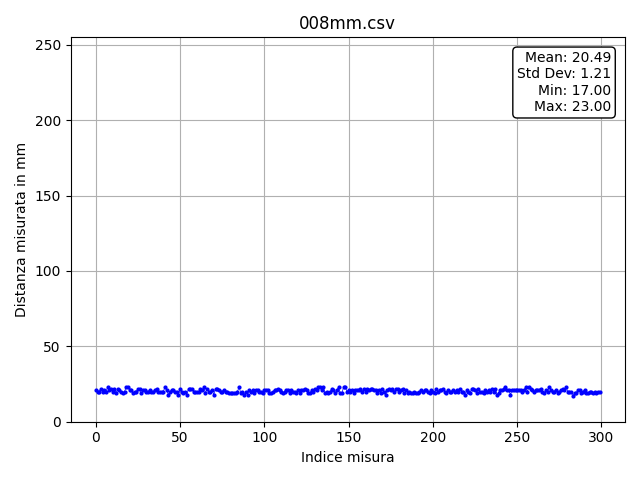 008mm.csv
Mean: 20.49
Std Dev: 1.21
Min: 17.00
Max: 23.00
Distanza misurata in mm
250
200
150
100
50
0
0 50 100 150 200 250 300
Indice misura